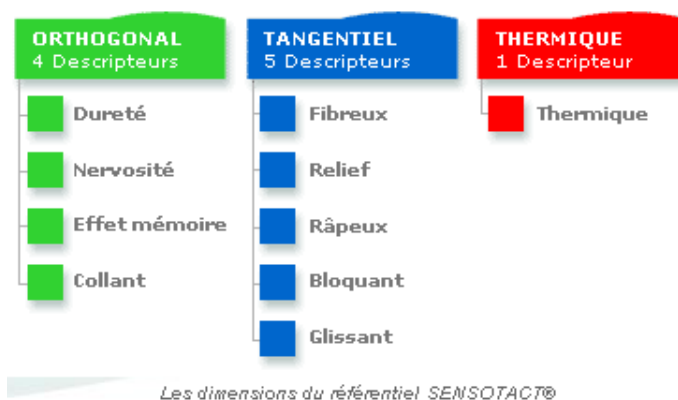 ORTHOGONAL
4 Descripteurs
Dureté
Nervosité
Effet mémoire
Collant
TANGENTIEL
5 Descripteurs
Fibreux
Relief
Râpeux
Bloquant
Glissant
THERMIQUE
1 Descripteur
Thermique
Les dimensions du référentiel SENSOTACT®